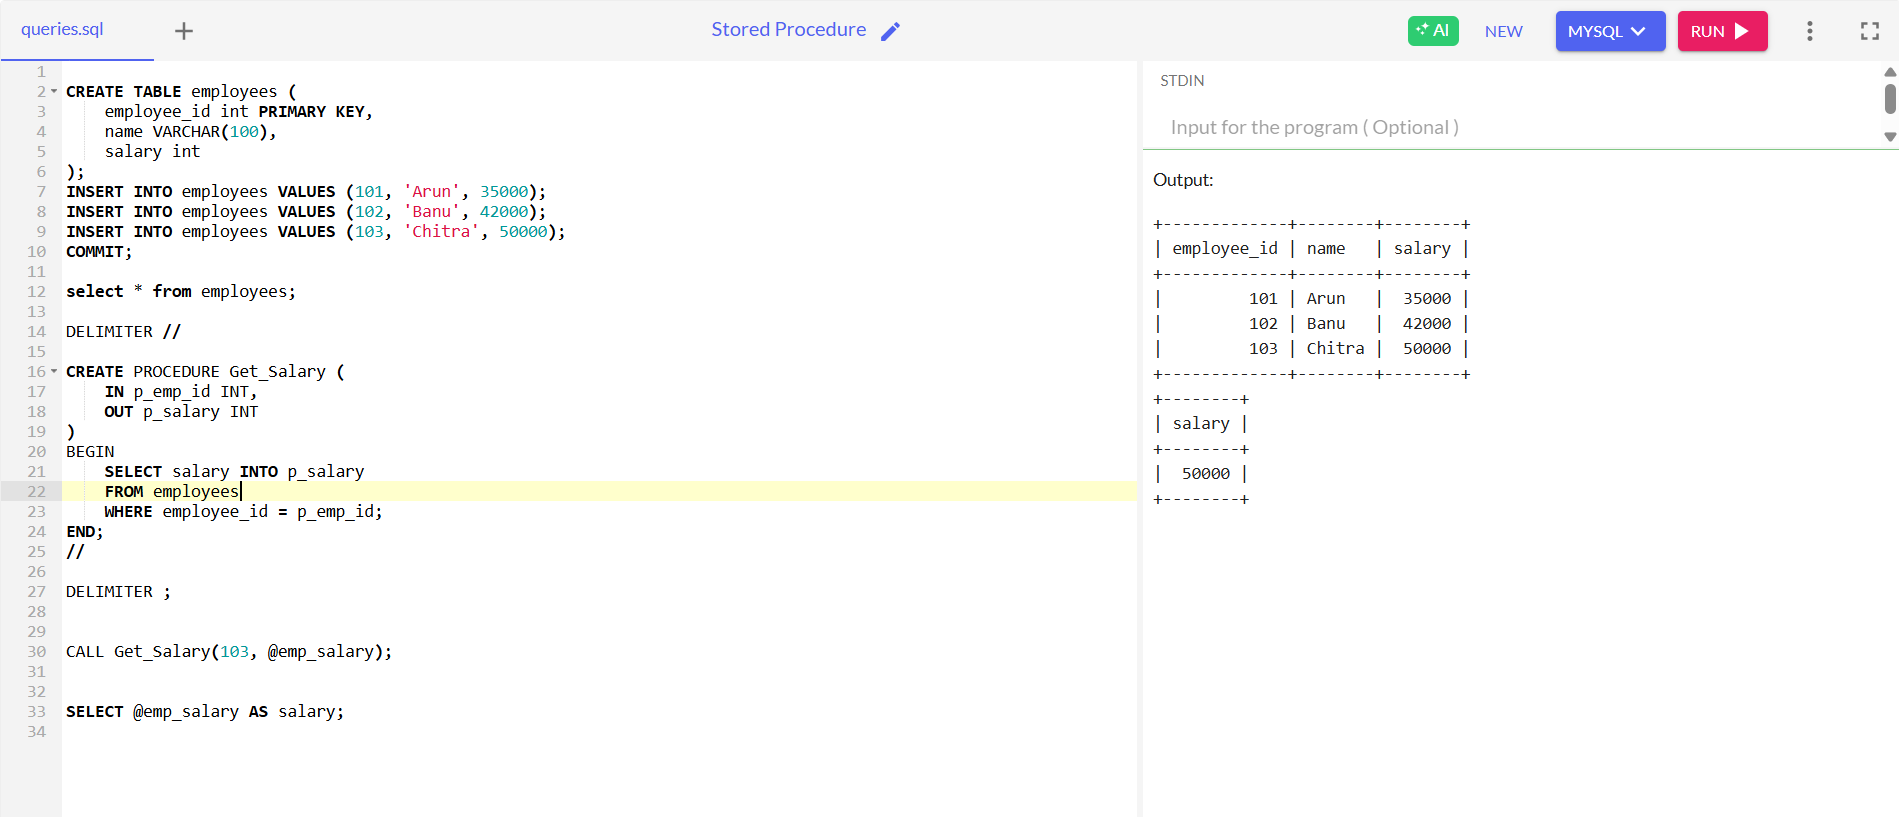 queries.sql
+
Stored Procedure
AI
NEW
MYSQL
RUN
1
2 CREATE TABLE employees (
3     employee_id int PRIMARY KEY,
4     name VARCHAR(100),
5     salary int
6 );
7 INSERT INTO employees VALUES (101, 'Arun', 35000);
8 INSERT INTO employees VALUES (102, 'Banu', 42000);
9 INSERT INTO employees VALUES (103, 'Chitra', 50000);
10 COMMIT;
11
12 select * from employees;
13
14 DELIMITER //
15
16 CREATE PROCEDURE Get_Salary (
17     IN p_emp_id INT,
18     OUT p_salary INT
19 )
20 BEGIN
21     SELECT salary INTO p_salary
22     FROM employees
23     WHERE employee_id = p_emp_id;
24 END;
25 //
26
27 DELIMITER ;
28
29
30 CALL Get_Salary(103, @emp_salary);
31
32
33 SELECT @emp_salary AS salary;
34
STDIN
Input for the program ( Optional )
Output:
+-------------+--------+--------+
| employee_id | name   | salary |
+-------------+--------+--------+
|         101 | Arun   |  35000 |
|         102 | Banu   |  42000 |
|         103 | Chitra |  50000 |
+-------------+--------+--------+
+--------+
| salary |
+--------+
|  50000 |
+--------+